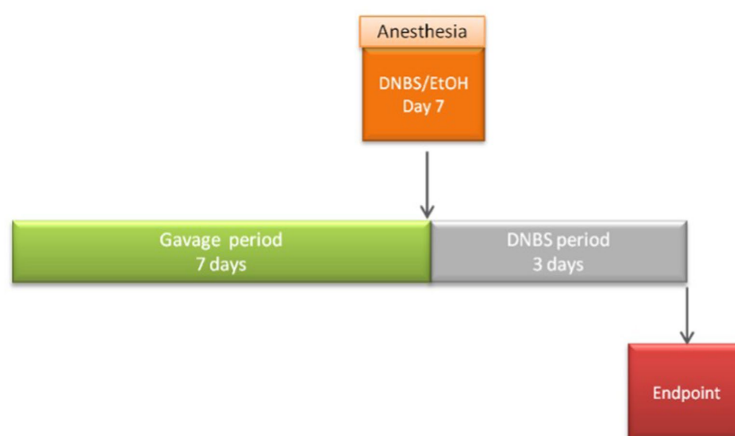 Anesthesia
DNBS/EtOH
Day 7
Gavage period
7 days
DNBS period
3 days
Endpoint